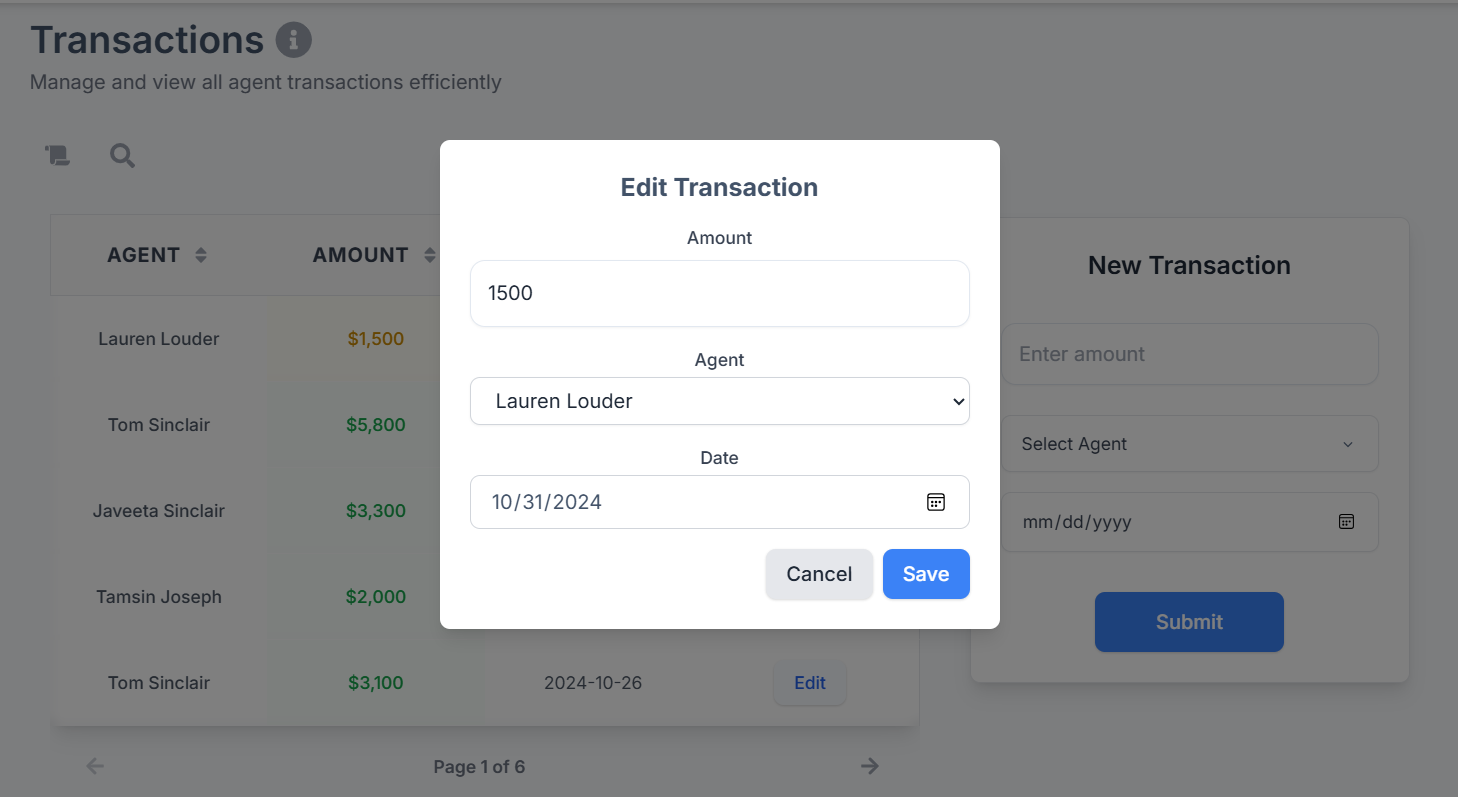 Transactions
Manage and view all agent transactions efficiently
AGENT AMOUNT
Lauren Louder $1,500
Tom Sinclair $5,800
Javeeta Sinclair $3,300
Tamsin Joseph $2,000
Tom Sinclair $3,100 2024-10-26 Edit
Page 1 of 6
Edit Transaction
Amount
1500
Agent
Lauren Louder
Date
10/31/2024
Cancel Save
New Transaction
Enter amount
Select Agent
mm/dd/yyyy
Submit